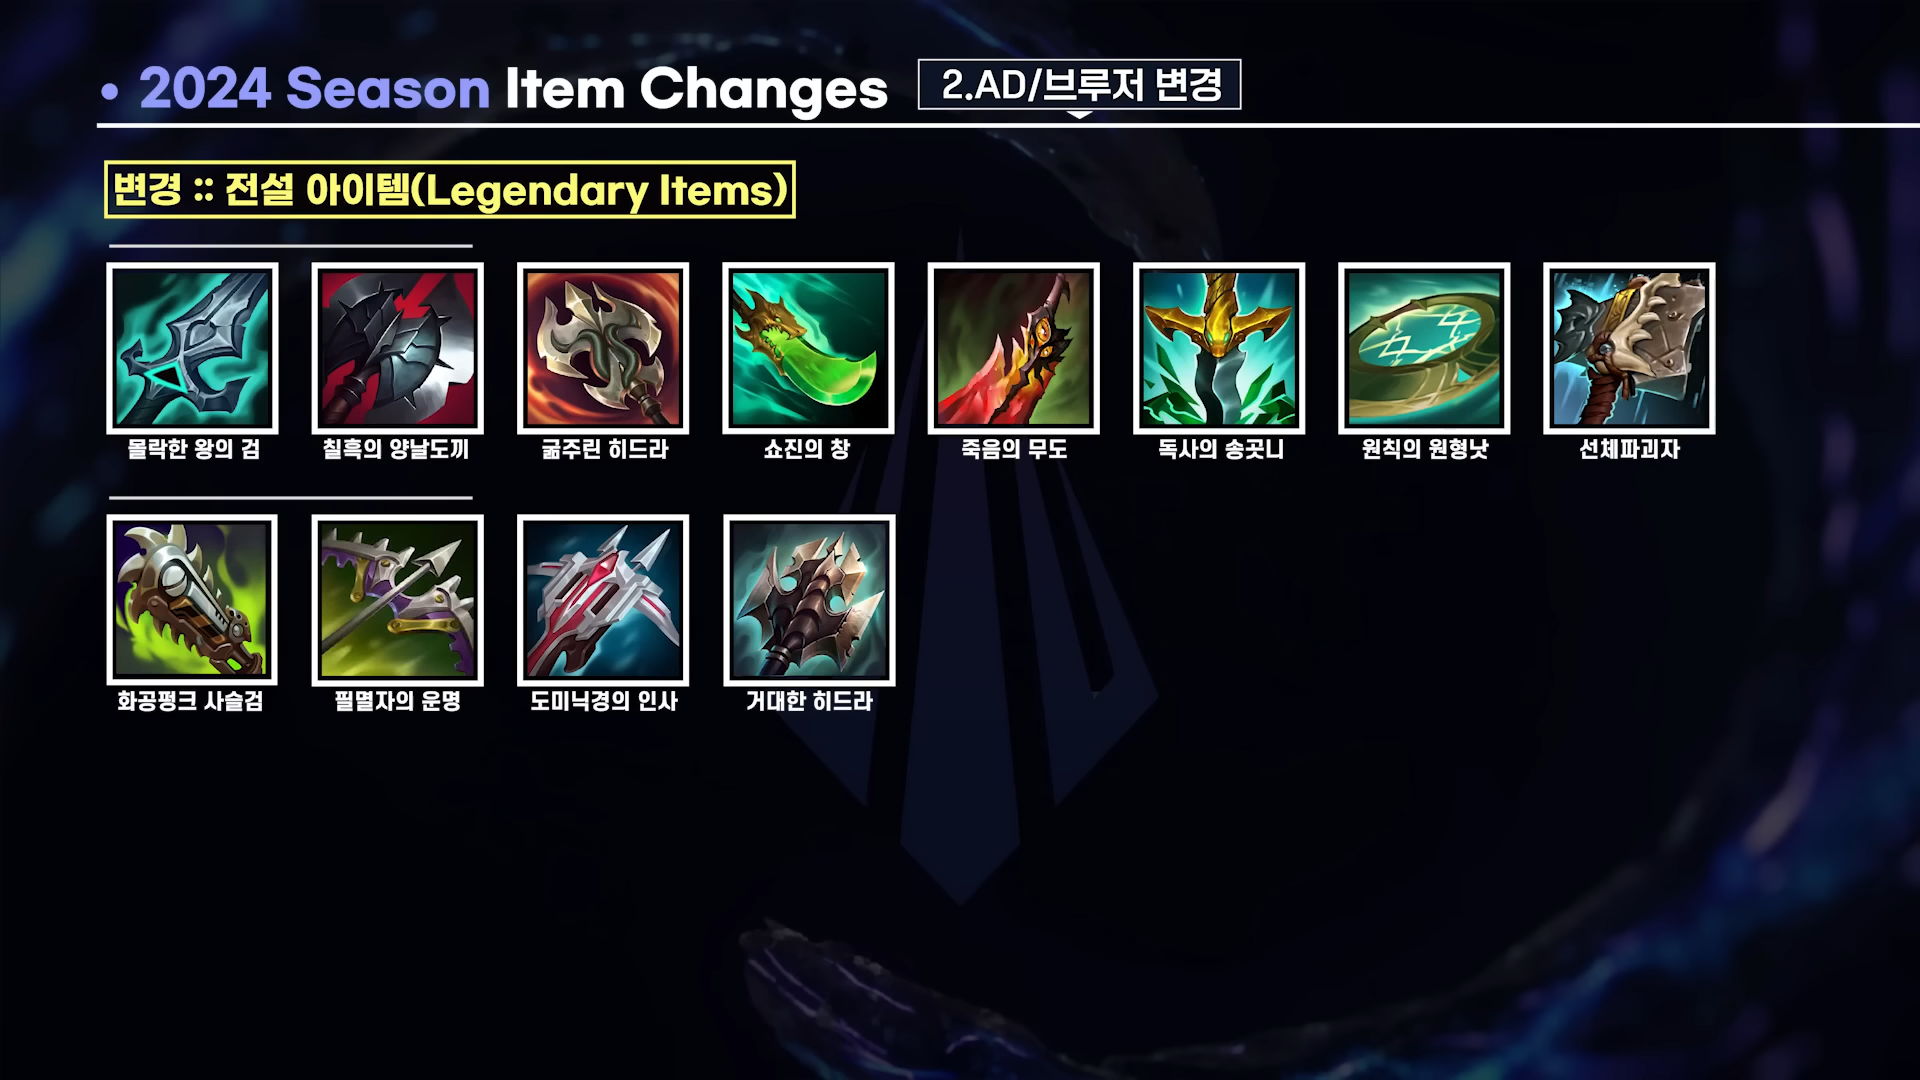 • 2024 Season Item Changes
2.AD/브루저 변경
변경 :: 전설 아이템(Legendary Items)
몰락한 왕의 검
칠흑의 양날도끼
굶주린 히드라
쇼진의 창
죽음의 무도
독사의 송곳니
원칙의 원형낫
선체파괴자
화공펑크 사슬검
필멸자의 운명
도미닉경의 인사
거대한 히드라